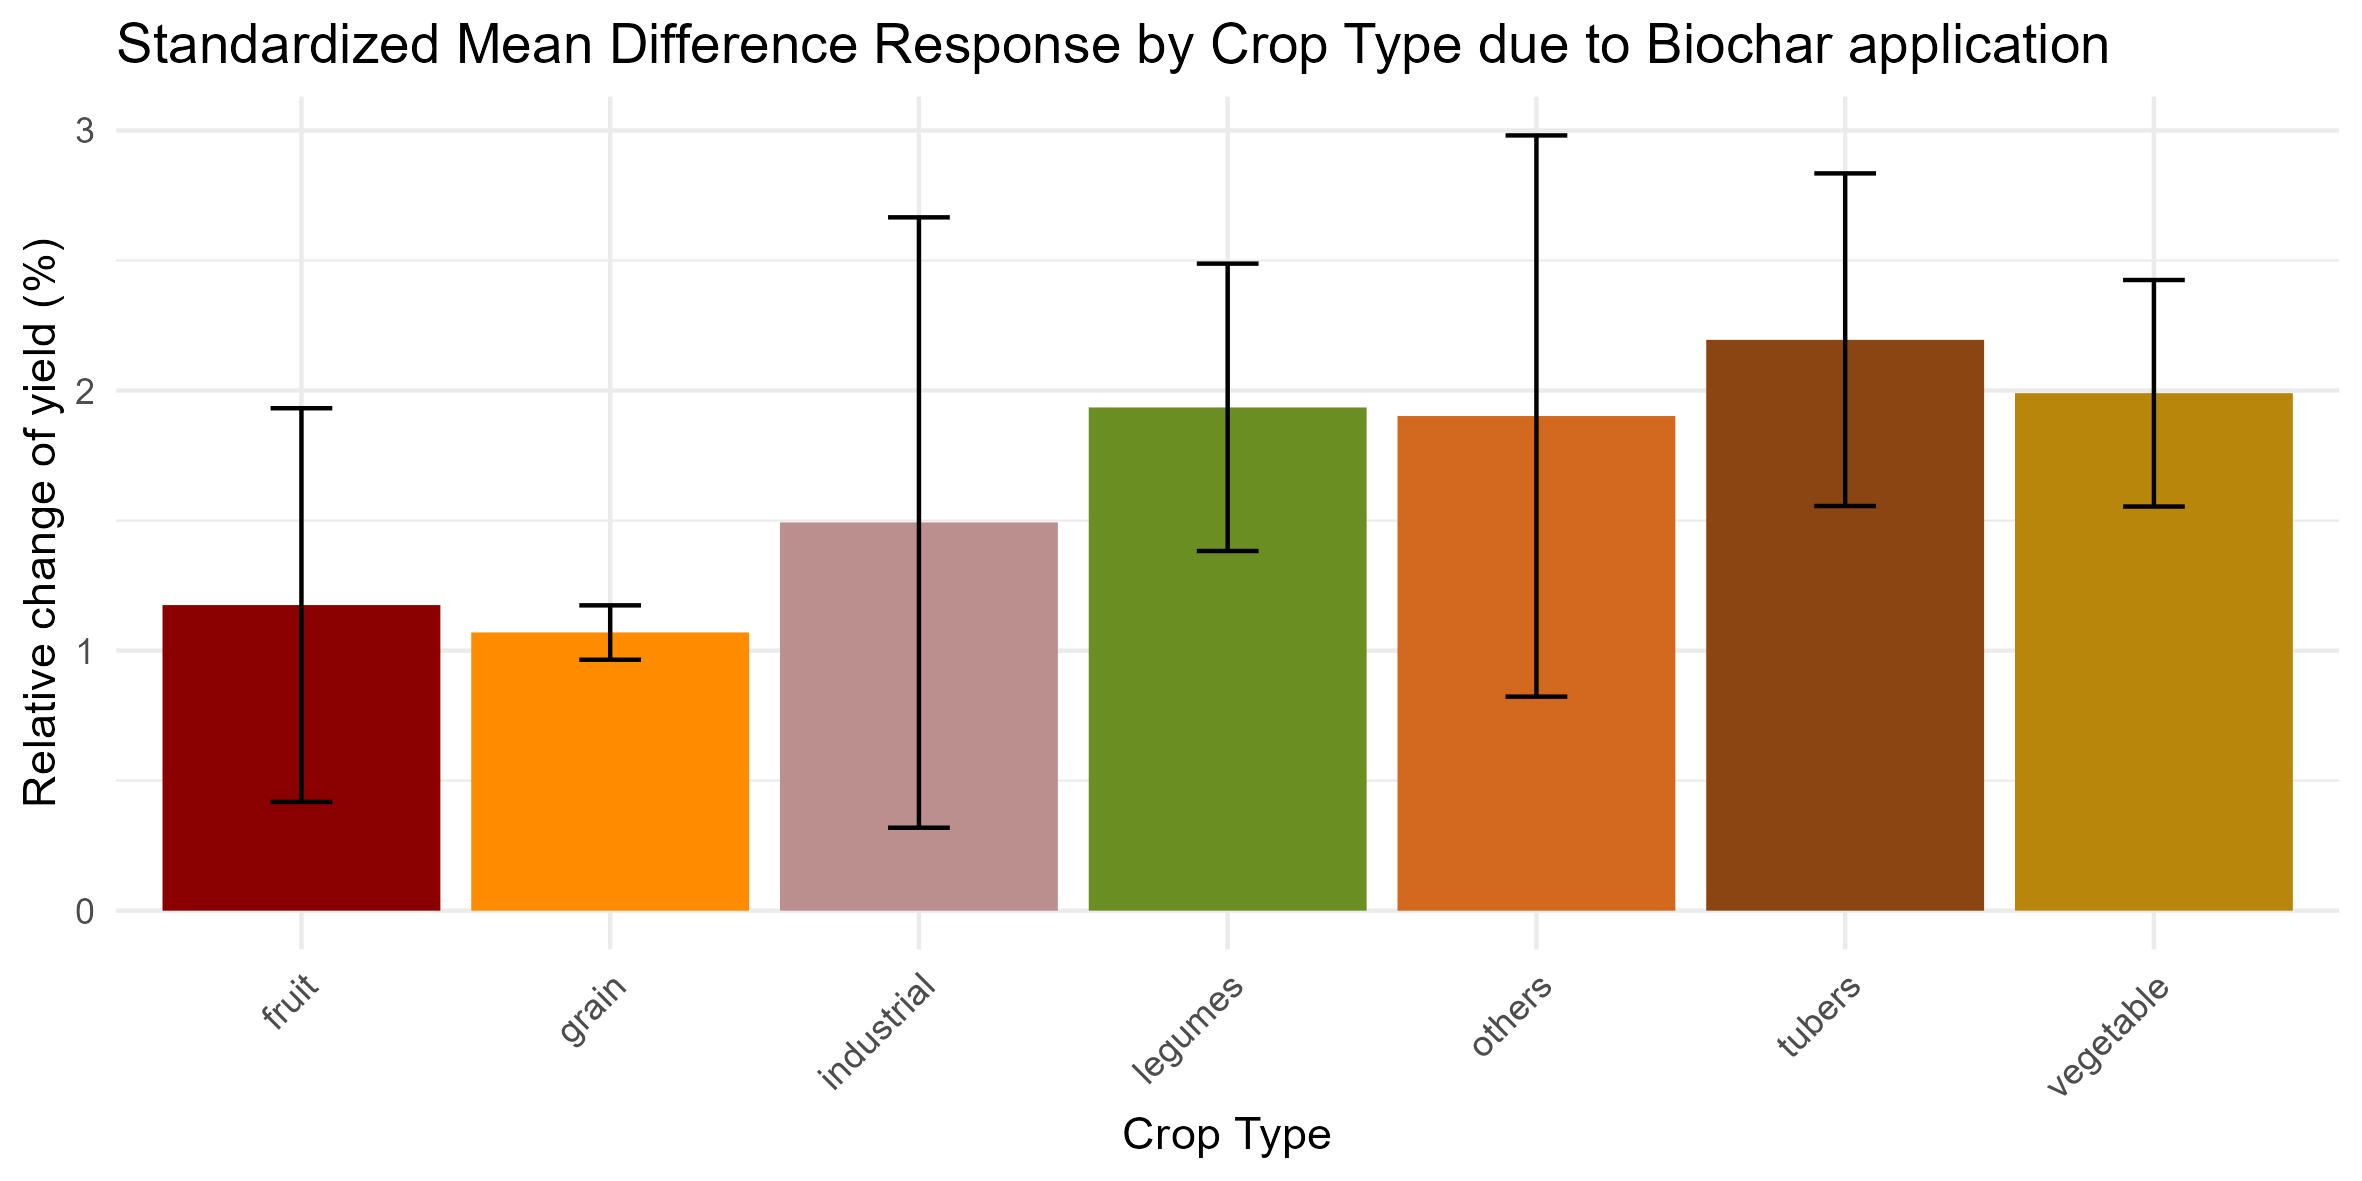 Standardized Mean Difference Response by Crop Type due to Biochar application
Relative change of yield (%)
3
2
1
0
fruit
grain
industrial
legumes
others
tubers
vegetable
Crop Type